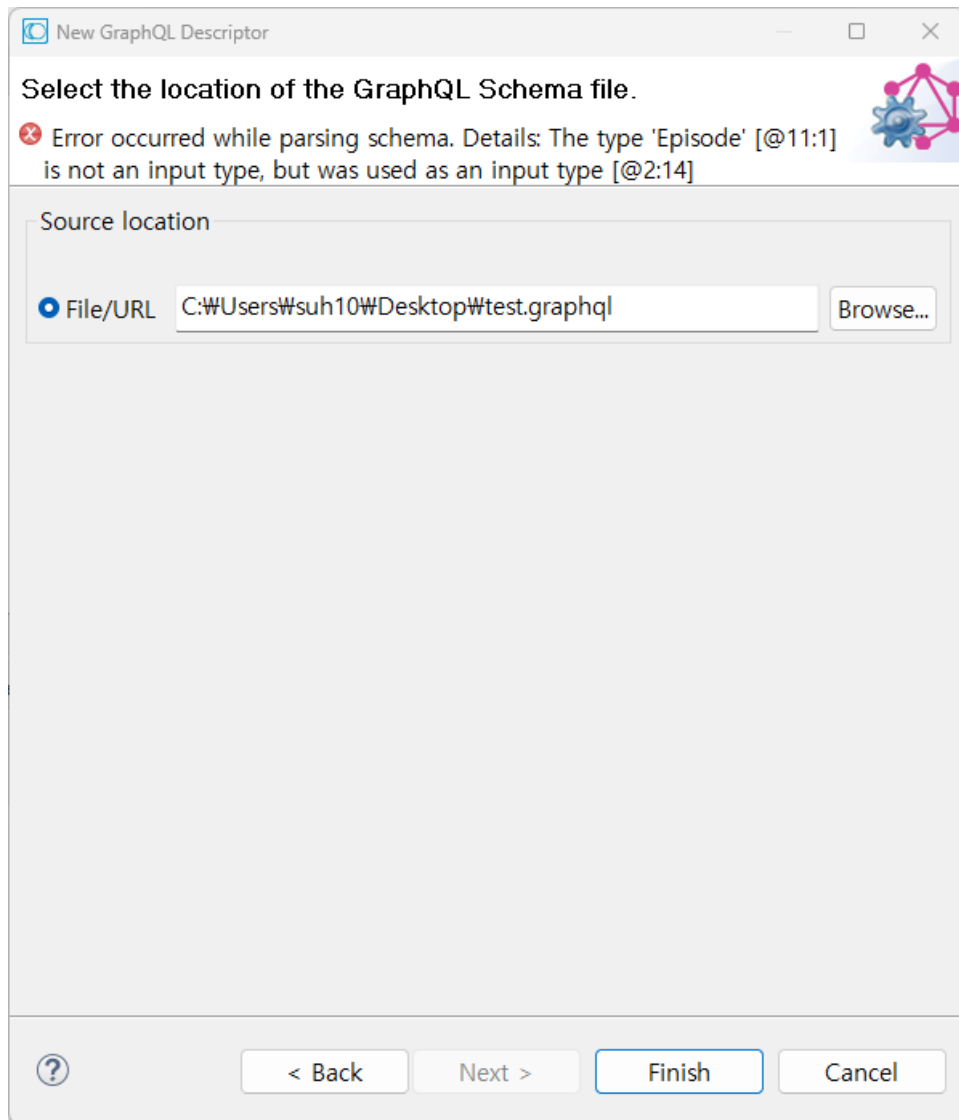 New GraphQL Descriptor
Select the location of the GraphQL Schema file.
Error occurred while parsing schema. Details: The type 'Episode' [@11:1]
is not an input type, but was used as an input type [@2:14]
Source location
File/URL C:₩Users₩suh10₩Desktop₩test.graphql Browse...
? < Back Next > Finish Cancel